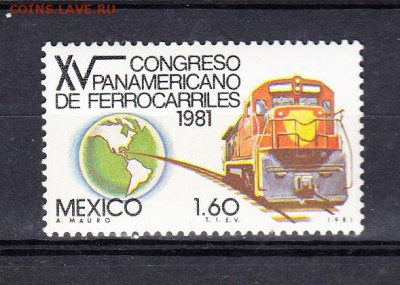 coins.lave.ru
XV CONGRESO
PANAMERICANO
DE FERROCARRILES
1981
MEXICO 1.60
A. MAURO T.I.E.V. 1981